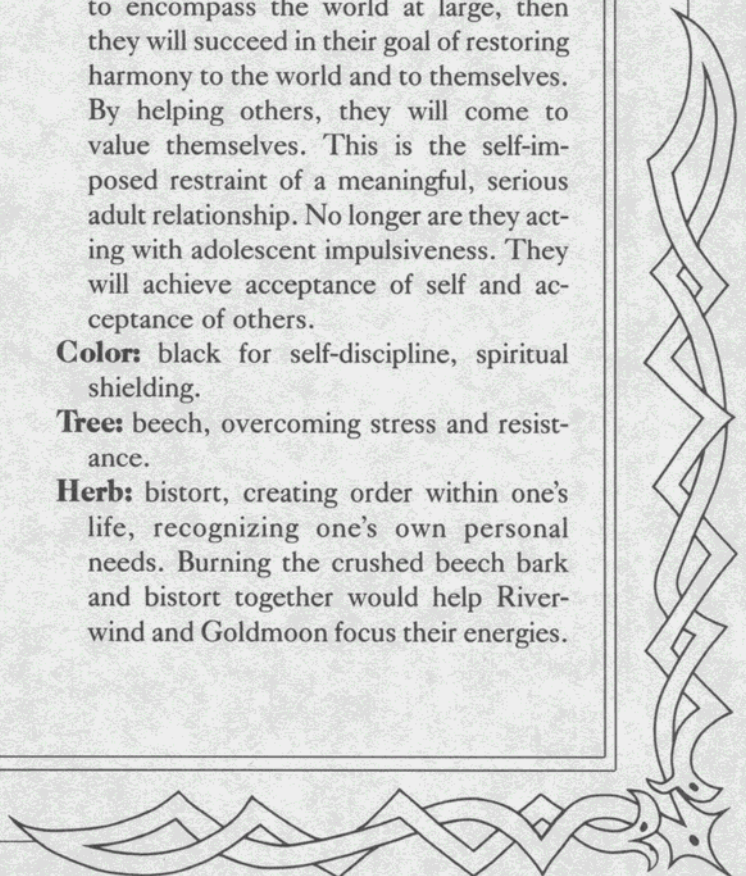 to encompass the world at large, then
they will succeed in their goal of restoring
harmony to the world and to themselves.
By helping others, they will come to
value themselves. This is the self-im-
posed restraint of a meaningful, serious
adult relationship. No longer are they act-
ing with adolescent impulsiveness. They
will achieve acceptance of self and ac-
ceptance of others.
Color: black for self-discipline, spiritual
shielding.
Tree: beech, overcoming stress and resist-
ance.
Herb: bistort, creating order within one's
life, recognizing one's own personal
needs. Burning the crushed beech bark
and bistort together would help River-
wind and Goldmoon focus their energies.